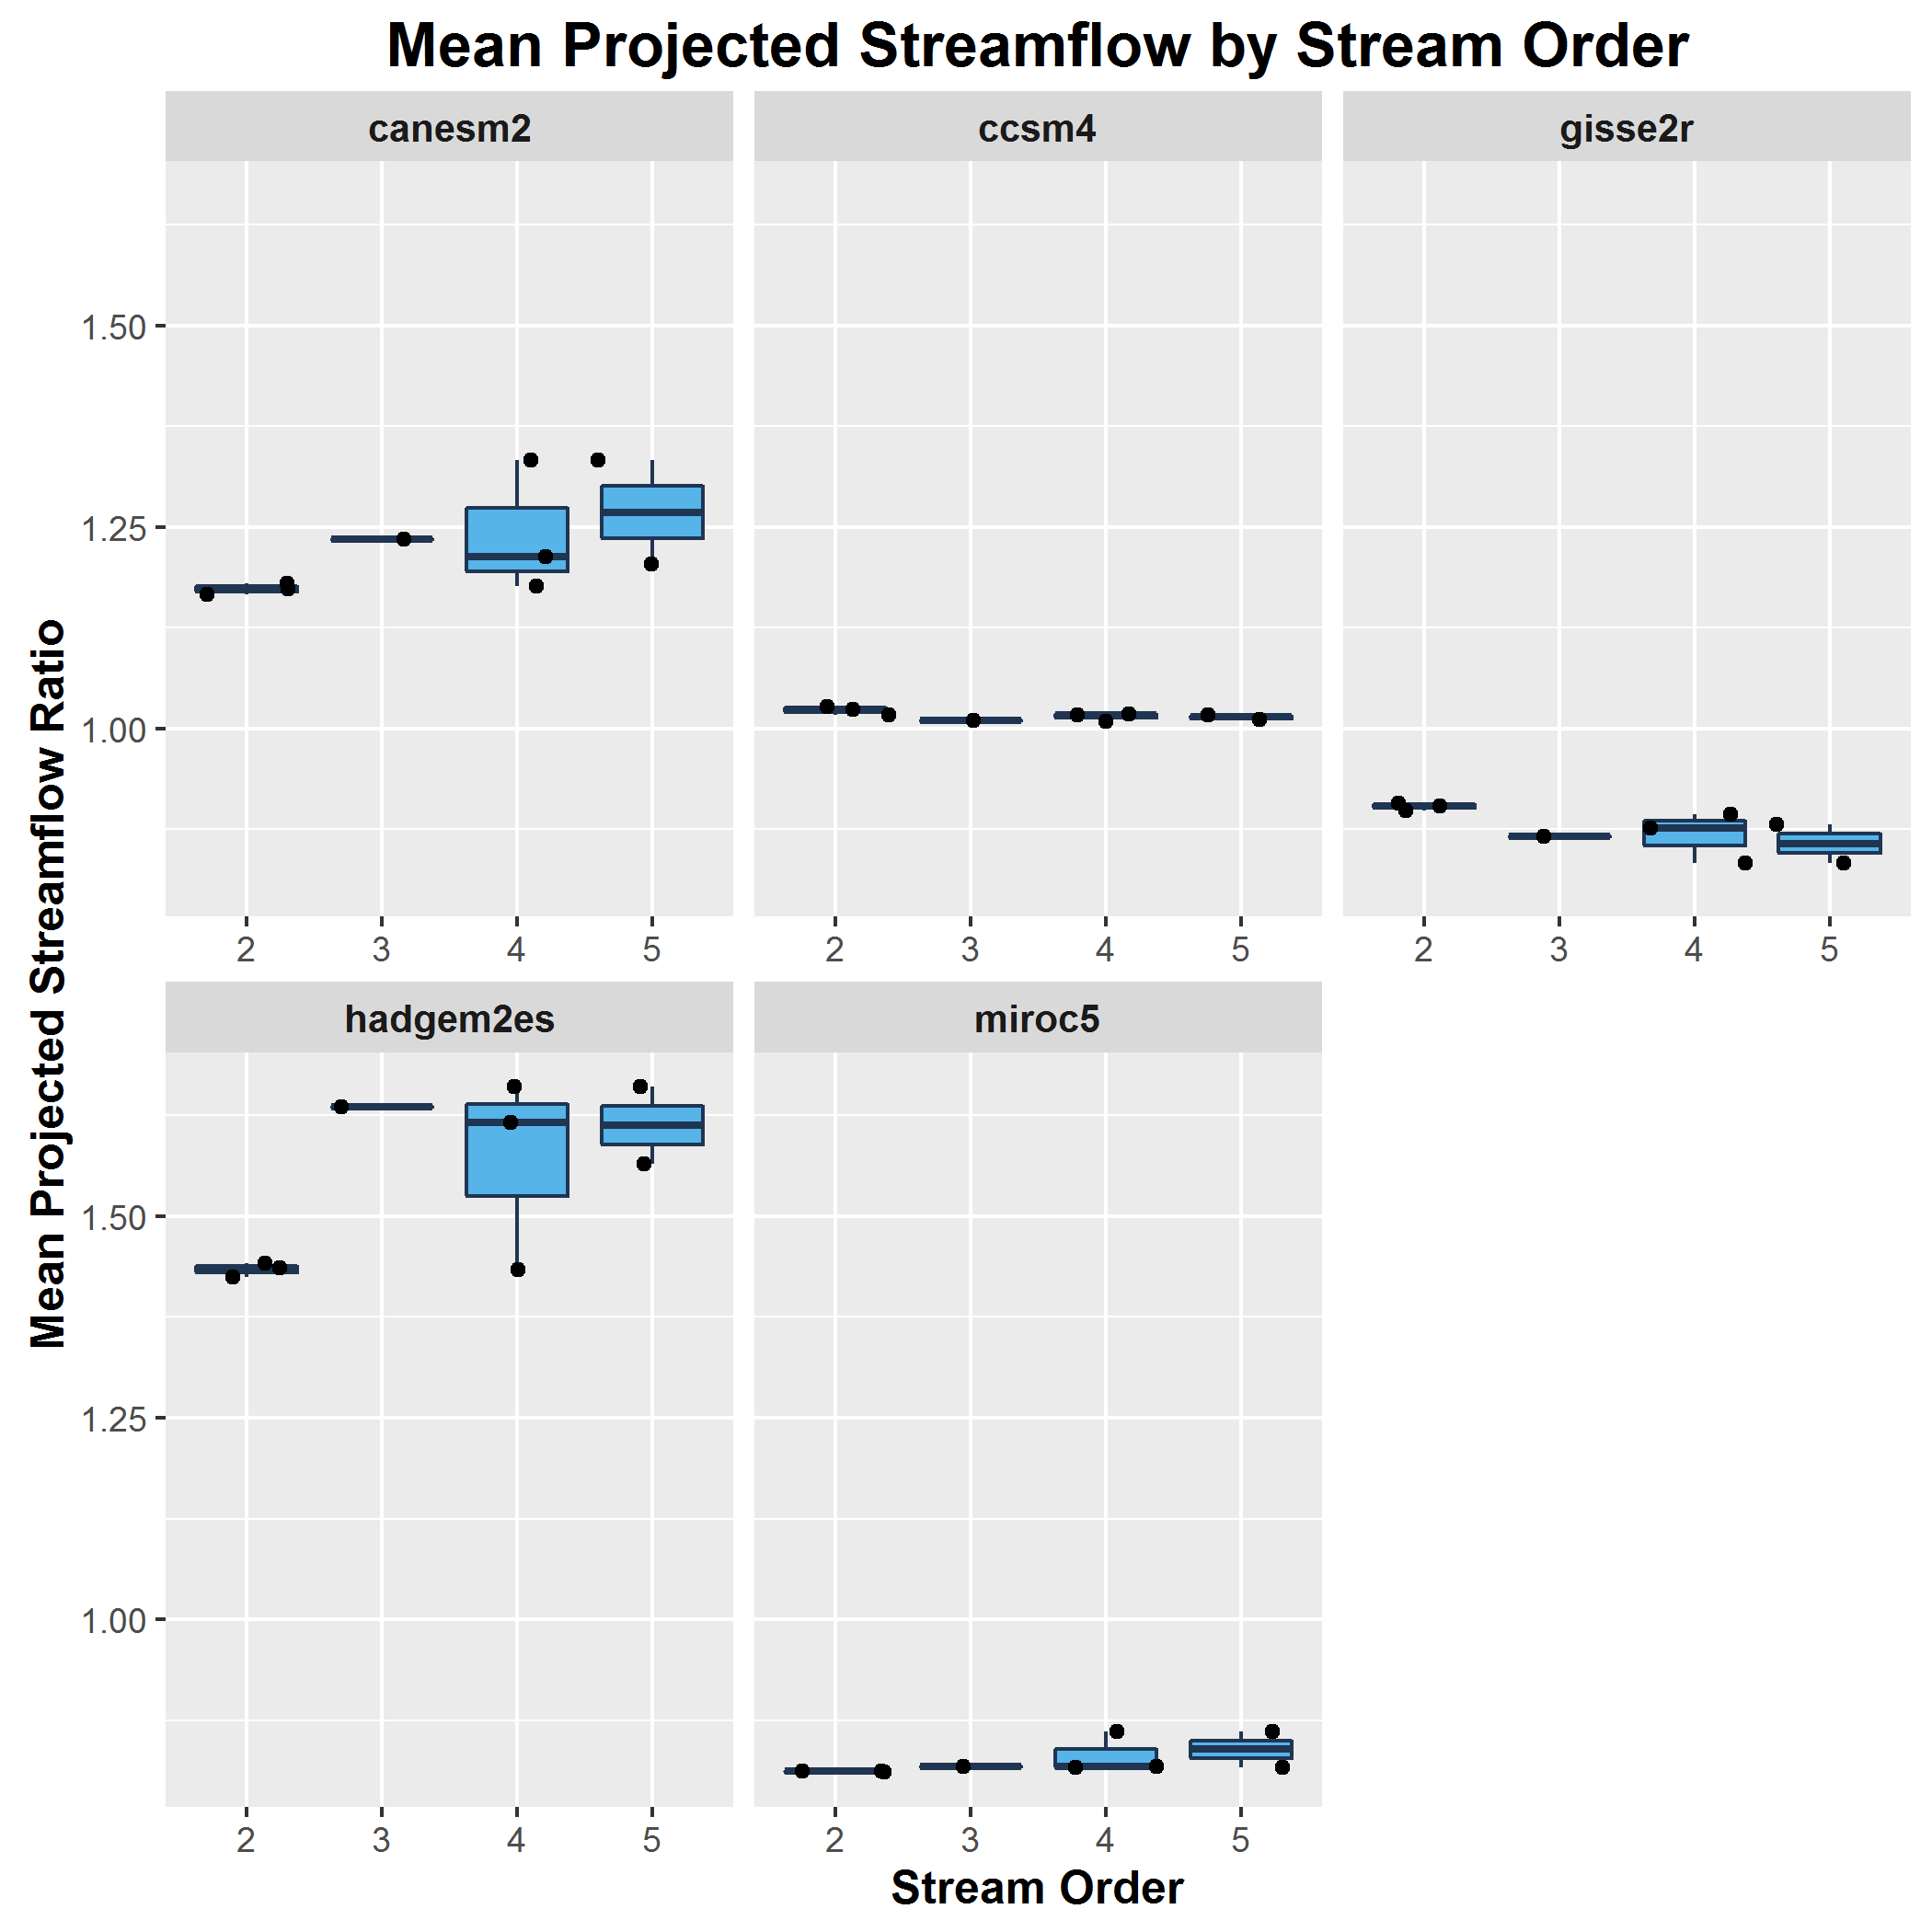 Mean Projected Streamflow by Stream Order
canesm2
ccsm4
gisse2r
1.50
1.25
1.00
2 3 4 5
2 3 4 5
2 3 4 5
Mean Projected Streamflow Ratio
hadgem2es
miroc5
1.50
1.25
1.00
2 3 4 5
2 3 4 5
Stream Order